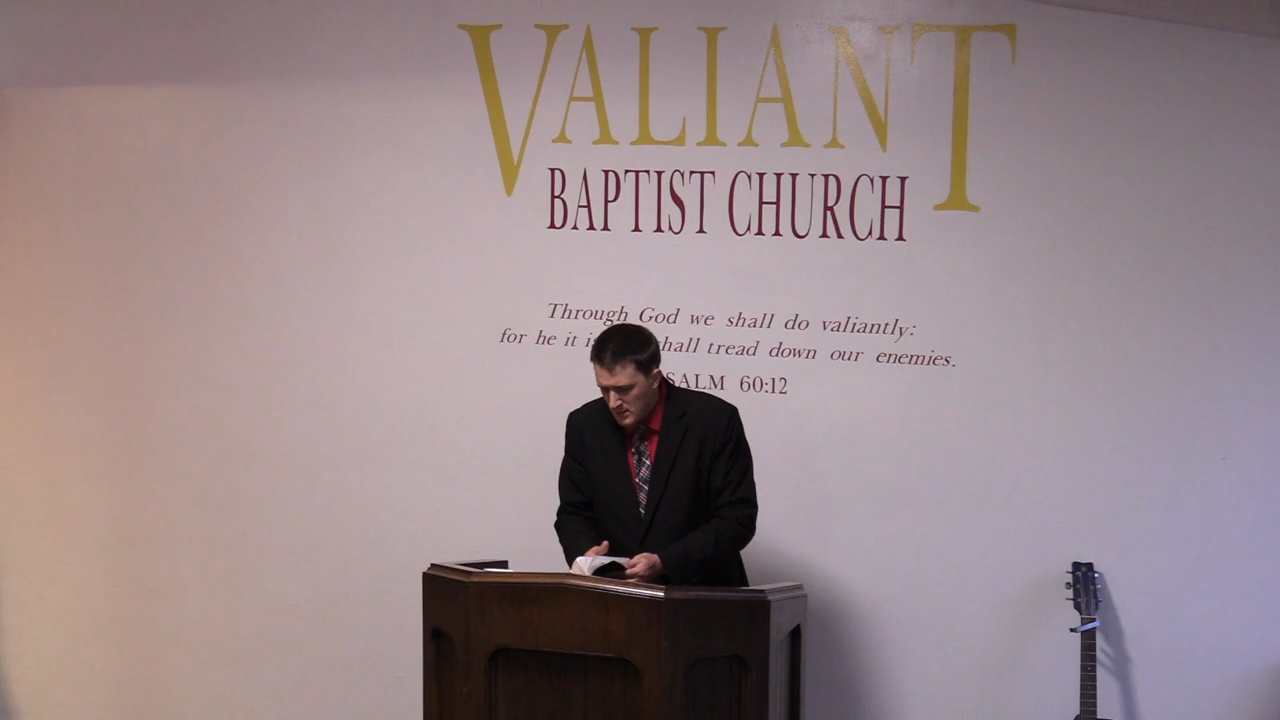 VALIANT
BAPTIST CHURCH
Through God we shall do valiantly:
for he it shall tread down our enemies.
SALM 60:12